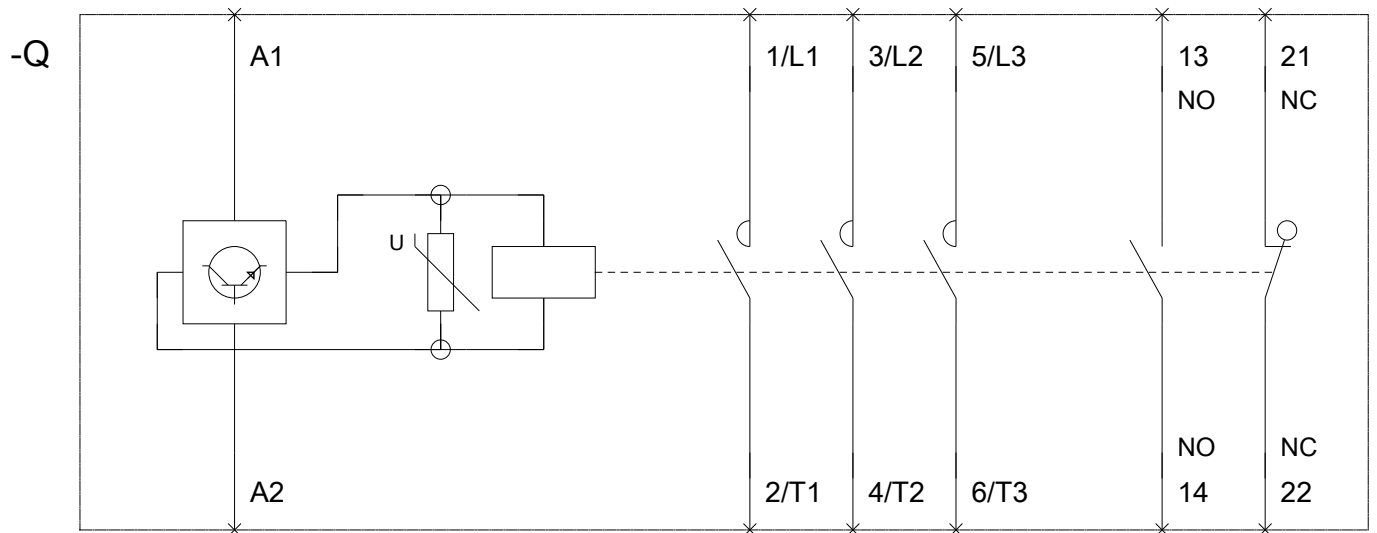 -Q
A1 1/L1 3/L2 5/L3 13 21
NO NC
U
NO NC
A2 2/T1 4/T2 6/T3 14 22